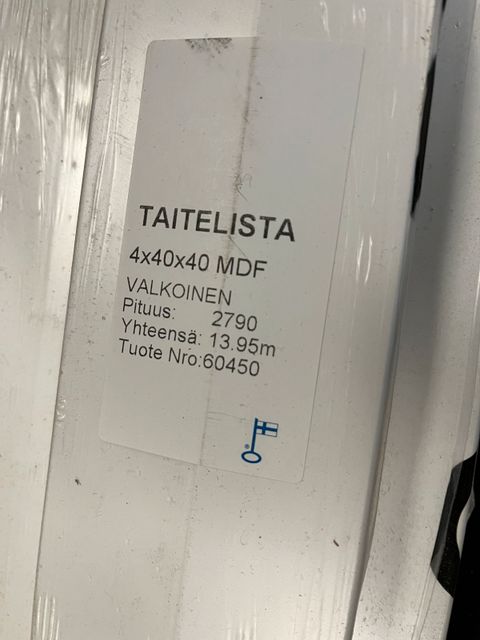 TAITELISTA
4x40x40 MDF
VALKOINEN
Pituus: 2790
Yhteensä: 13.95m
Tuote Nro:60450